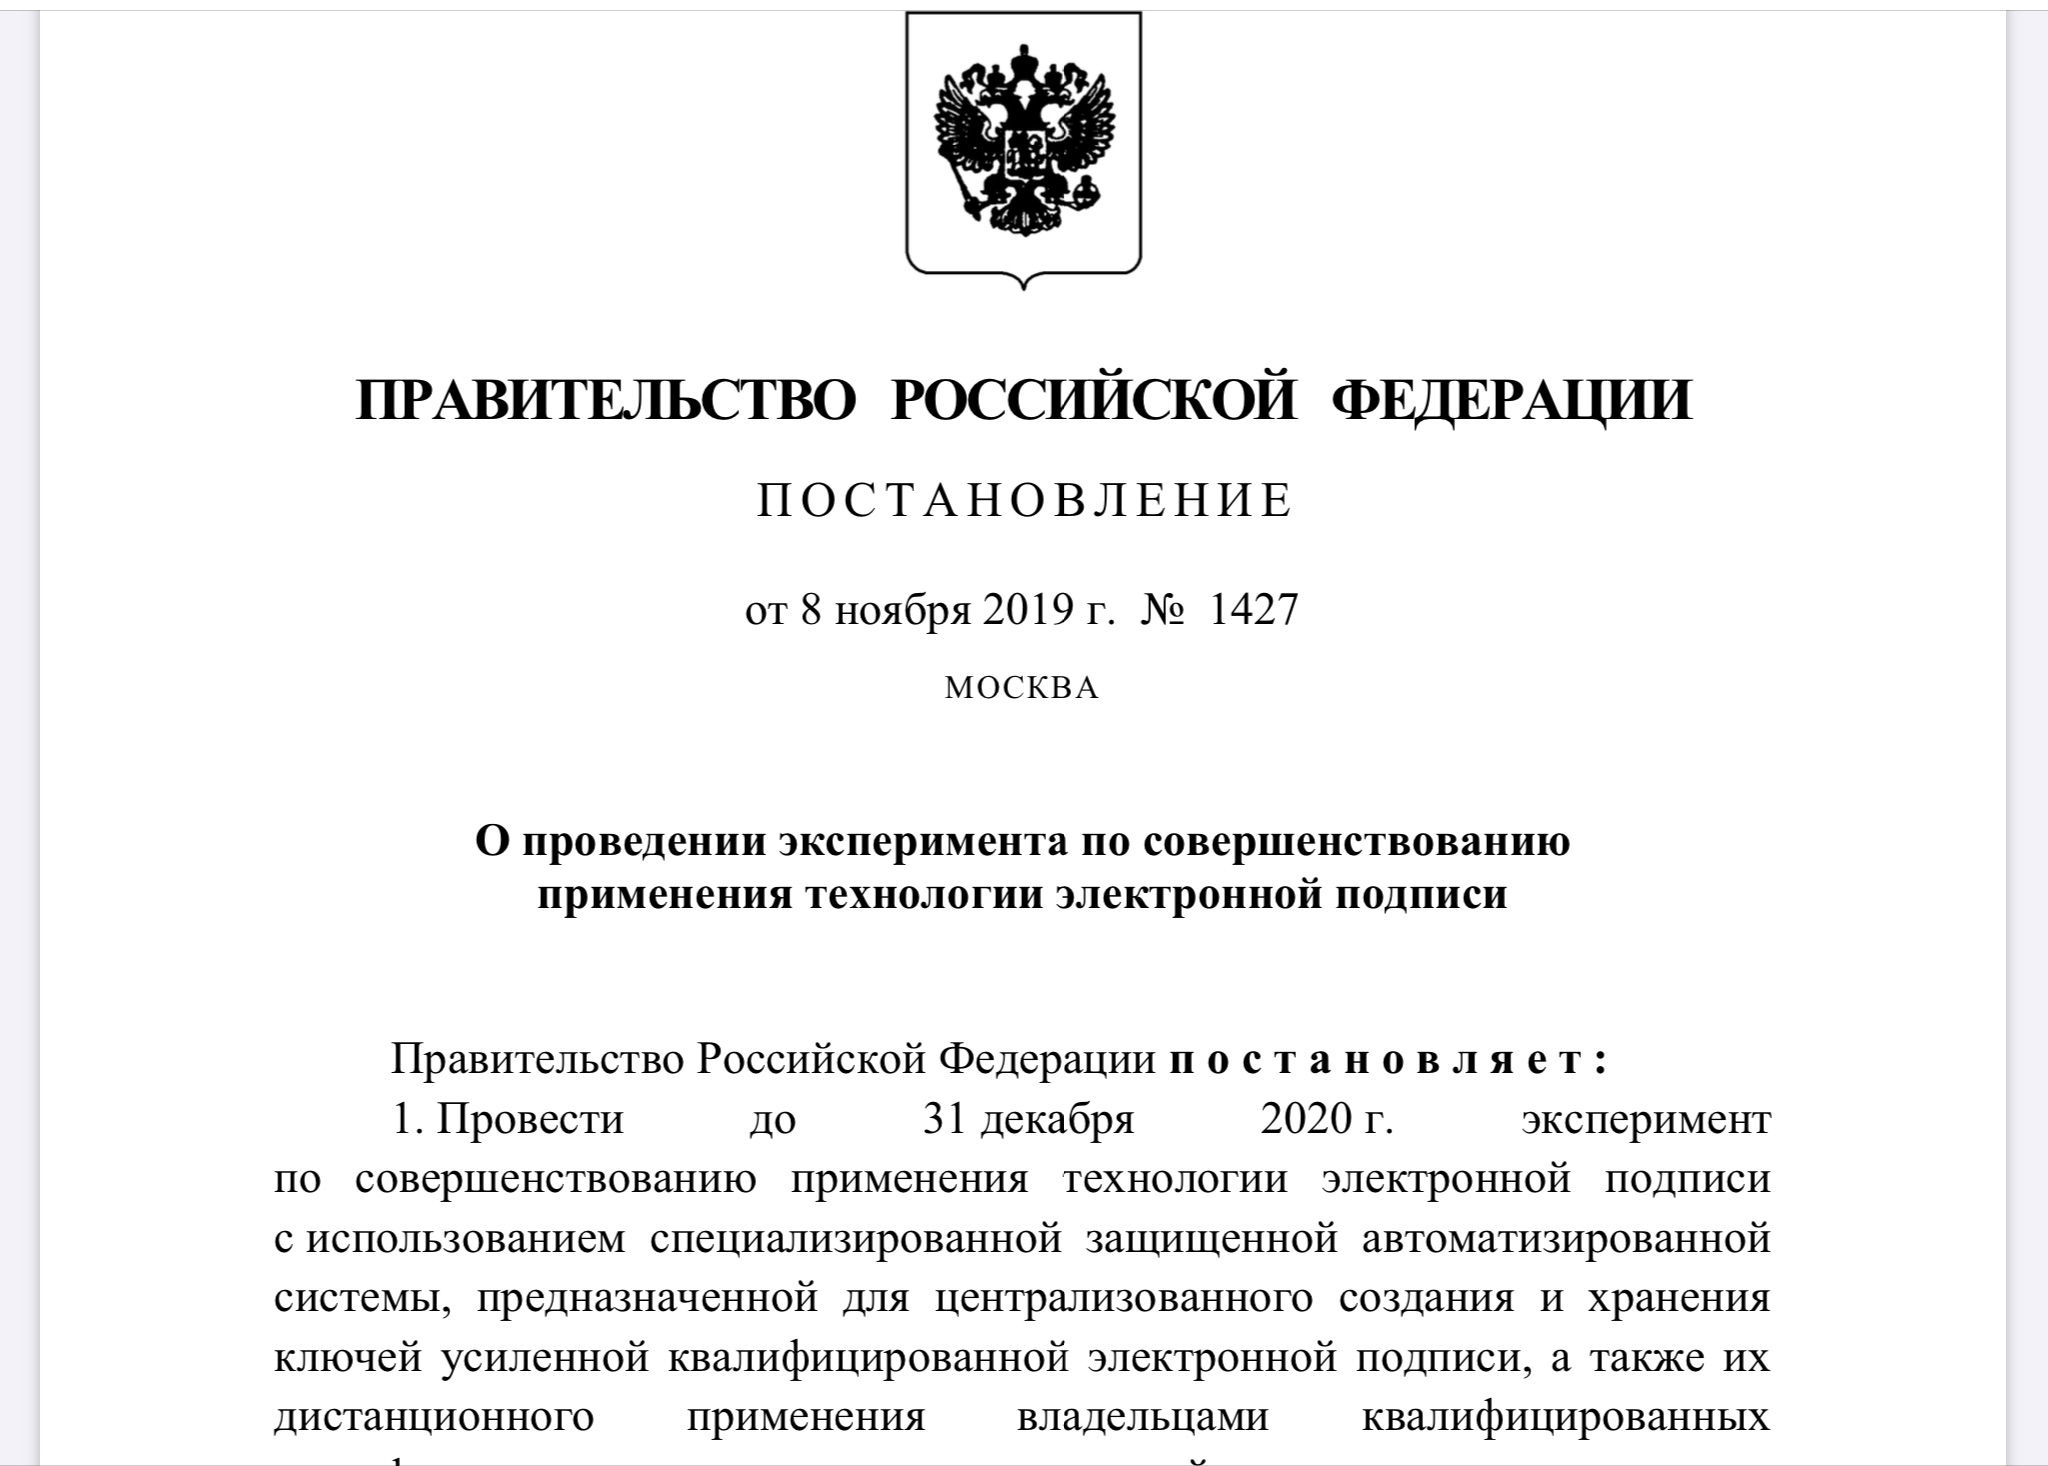 ПРАВИТЕЛЬСТВО РОССИЙСКОЙ ФЕДЕРАЦИИ
ПОСТАНОВЛЕНИЕ
от 8 ноября 2019 г. № 1427
МОСКВА
О проведении эксперимента по совершенствованию
применения технологии электронной подписи
Правительство Российской Федерации постановляет:
1. Провести до 31 декабря 2020 г. эксперимент
по совершенствованию применения технологии электронной подписи
с использованием специализированной защищенной автоматизированной
системы, предназначенной для централизованного создания и хранения
ключей усиленной квалифицированной электронной подписи, а также их
дистанционного применения владельцами квалифицированных